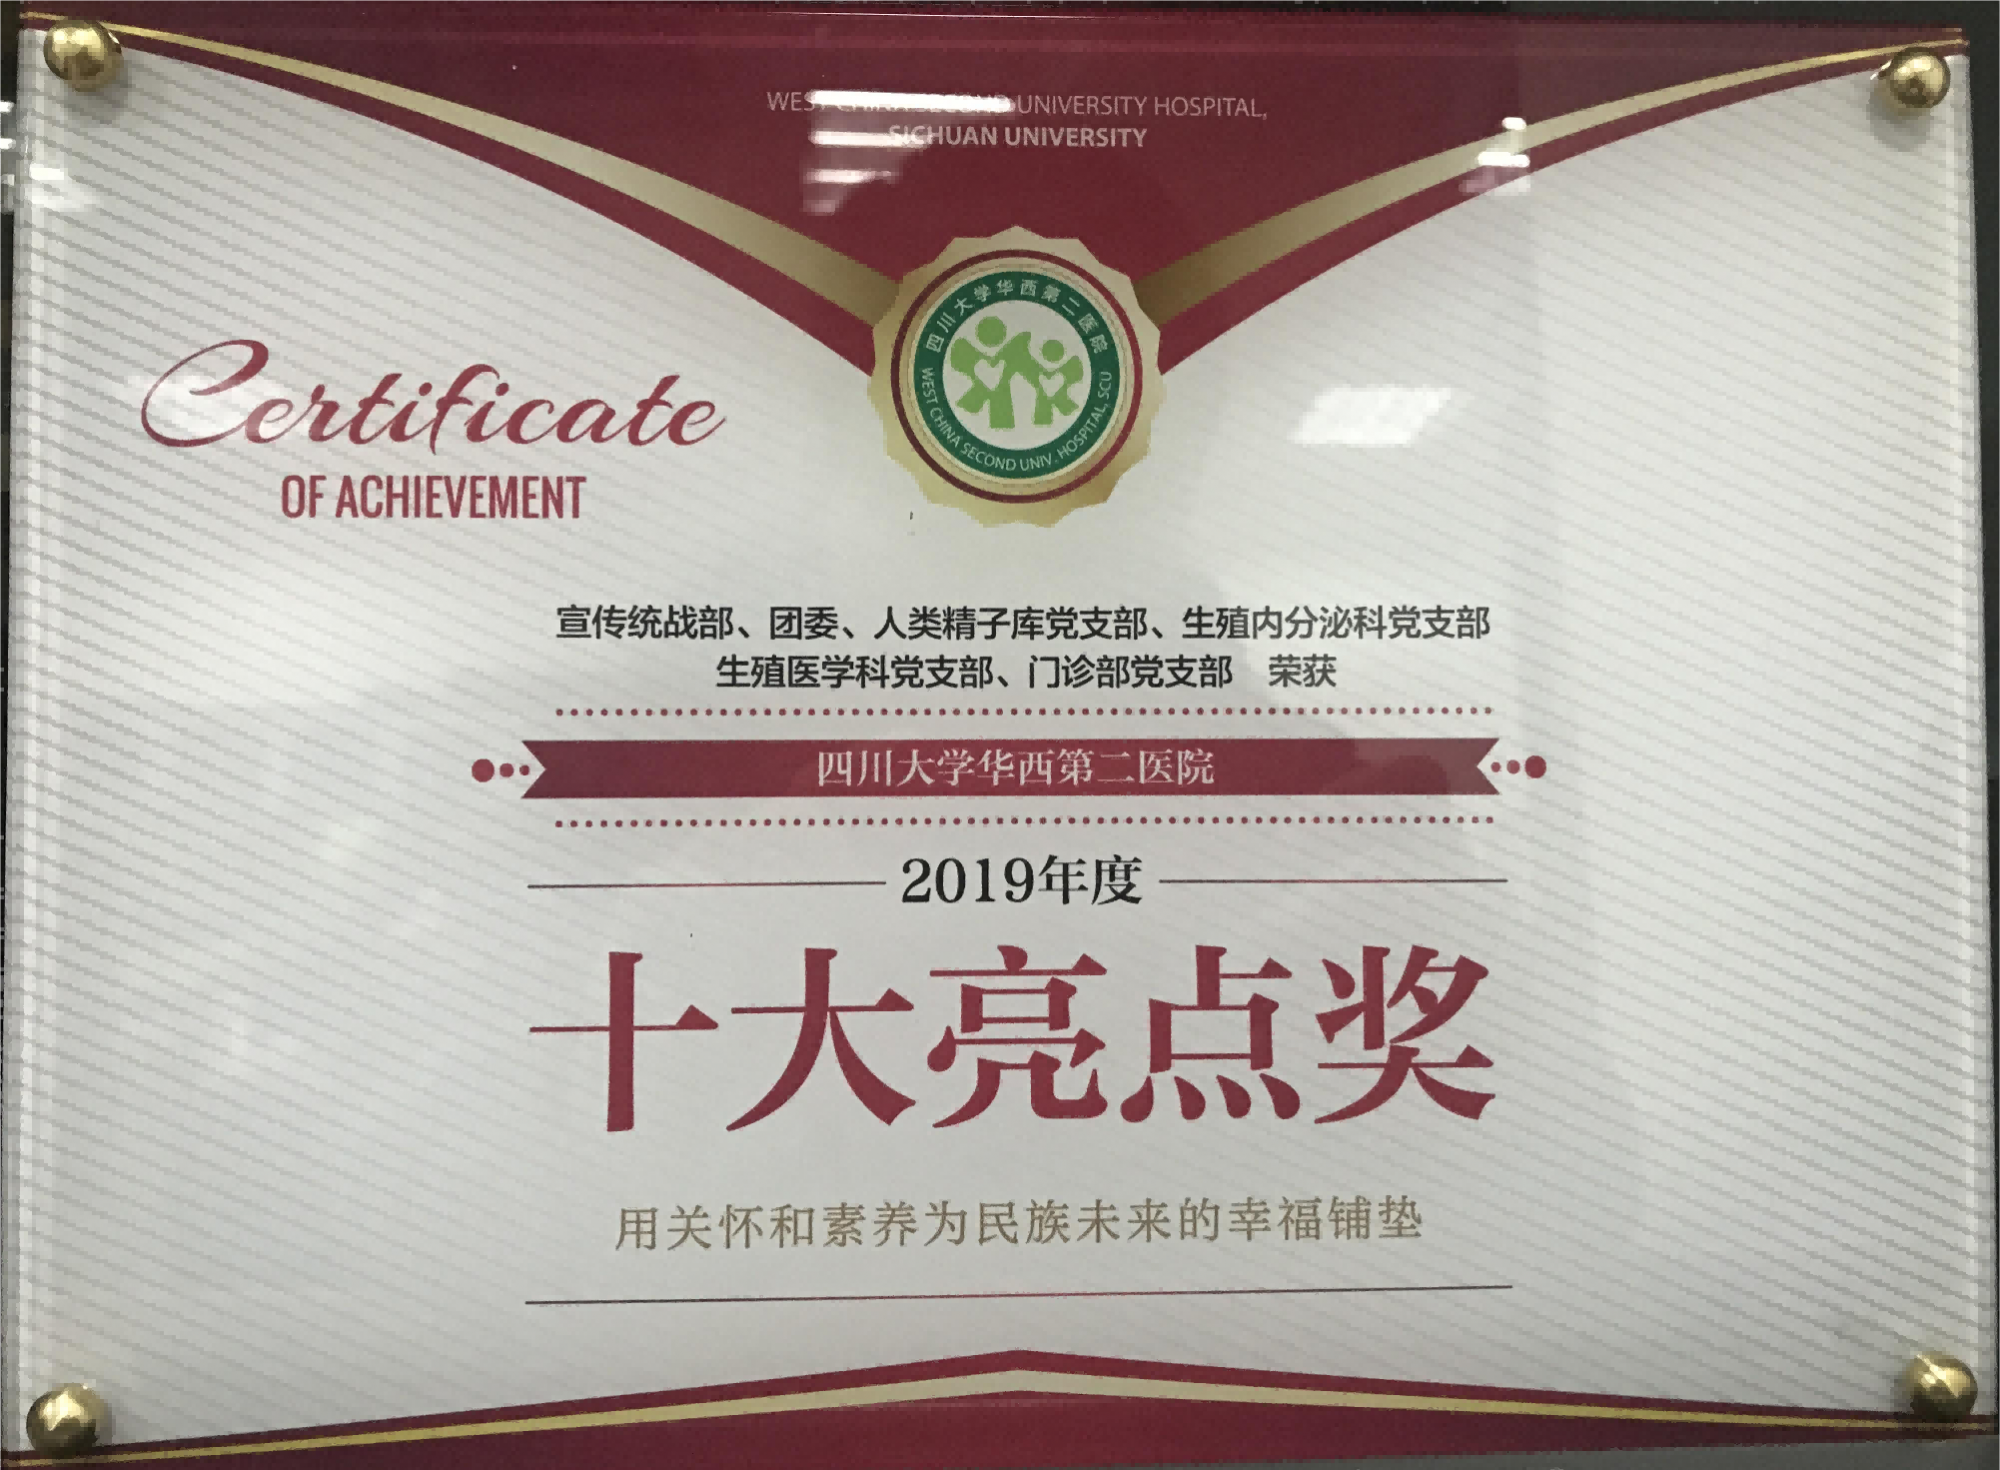 WEST CHINA SECOND UNIVERSITY HOSPITAL,
SICHUAN UNIVERSITY
四川大学华西第二医院
WEST CHINA SECOND UNIV. HOSPITAL, SCU
Certificate
OF ACHIEVEMENT
宣传统战部、团委、人类精子库党支部、生殖内分泌科党支部
生殖医学科党支部、门诊部党支部 荣获
四川大学华西第二医院
2019年度
十大亮点奖
用关怀和素养为民族未来的幸福铺垫